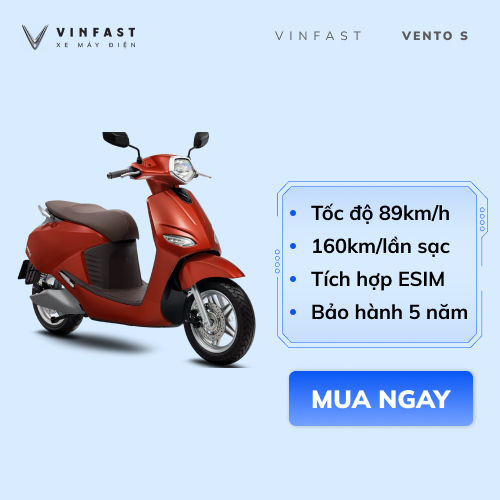 VINFAST
XE MÁY ĐIỆN
VINFAST VENTO S
Tốc độ 89km/h
160km/lần sạc
Tích hợp ESIM
Bảo hành 5 năm
MUA NGAY